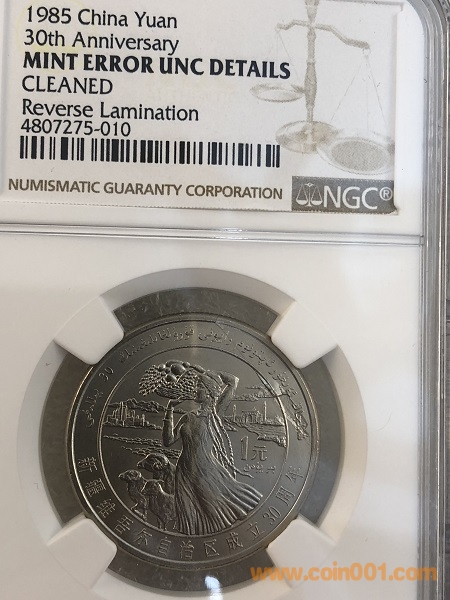 1985 China Yuan
30th Anniversary
MINT ERROR UNC DETAILS
CLEANED
Reverse Lamination
4807275-010
NUMISMATIC GUARANTY CORPORATION
NGC®
1元
新疆维吾尔自治区成立30周年
www.coin001.com